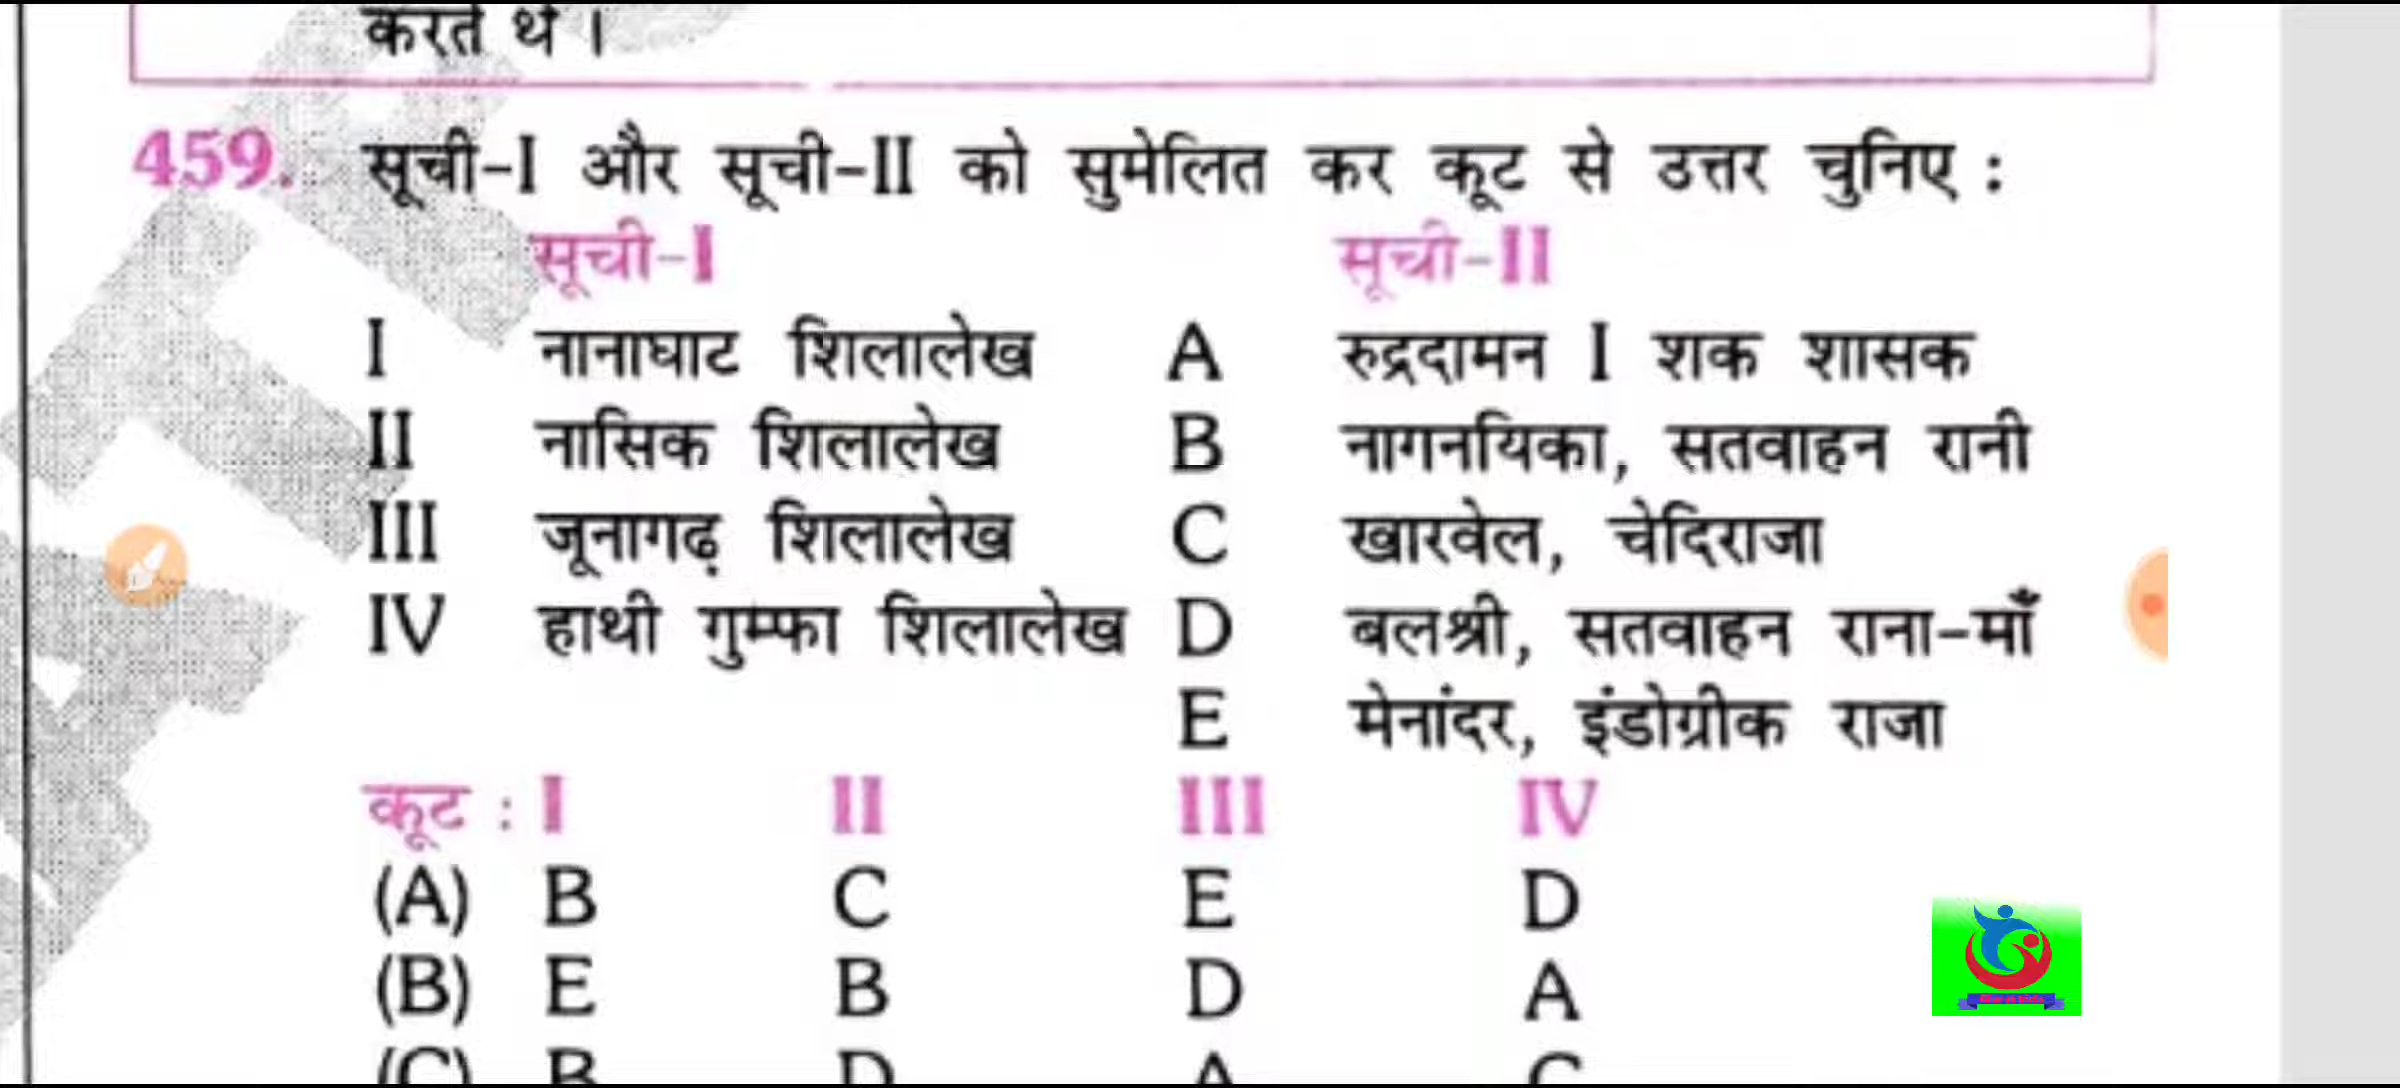 करते थे।
459. सूची-I और सूची-II को सुमेलित कर कूट से उत्तर चुनिए :
सूची-I सूची-II
I नानाघाट शिलालेख A रुद्रदामन I शक शासक
II नासिक शिलालेख B नागनयिका, सतवाहन रानी
III जूनागढ़ शिलालेख C खारवेल, चेदिराजा
IV हाथी गुम्फा शिलालेख D बलश्री, सतवाहन राना-माँ
E मेनांदर, इंडोग्रीक राजा
कूट : I II III IV
(A) B C E D
(B) E B D A
(C) B D A C